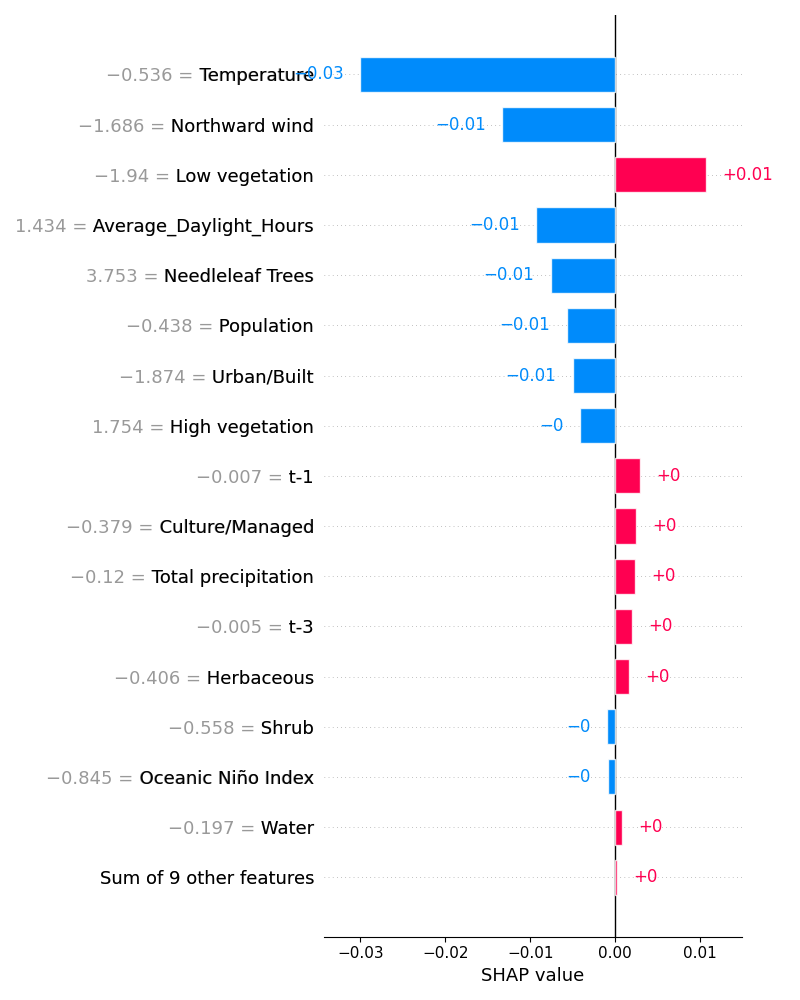 −0.536 = Temperature −0.03
−1.686 = Northward wind −0.01
−1.94 = Low vegetation +0.01
1.434 = Average_Daylight_Hours −0.01
3.753 = Needleleaf Trees −0.01
−0.438 = Population −0.01
−1.874 = Urban/Built −0.01
1.754 = High vegetation −0
−0.007 = t-1 +0
−0.379 = Culture/Managed +0
−0.12 = Total precipitation +0
−0.005 = t-3 +0
−0.406 = Herbaceous +0
−0.558 = Shrub −0
−0.845 = Oceanic Niño Index −0
−0.197 = Water +0
Sum of 9 other features +0
−0.03 −0.02 −0.01 0.00 0.01
SHAP value